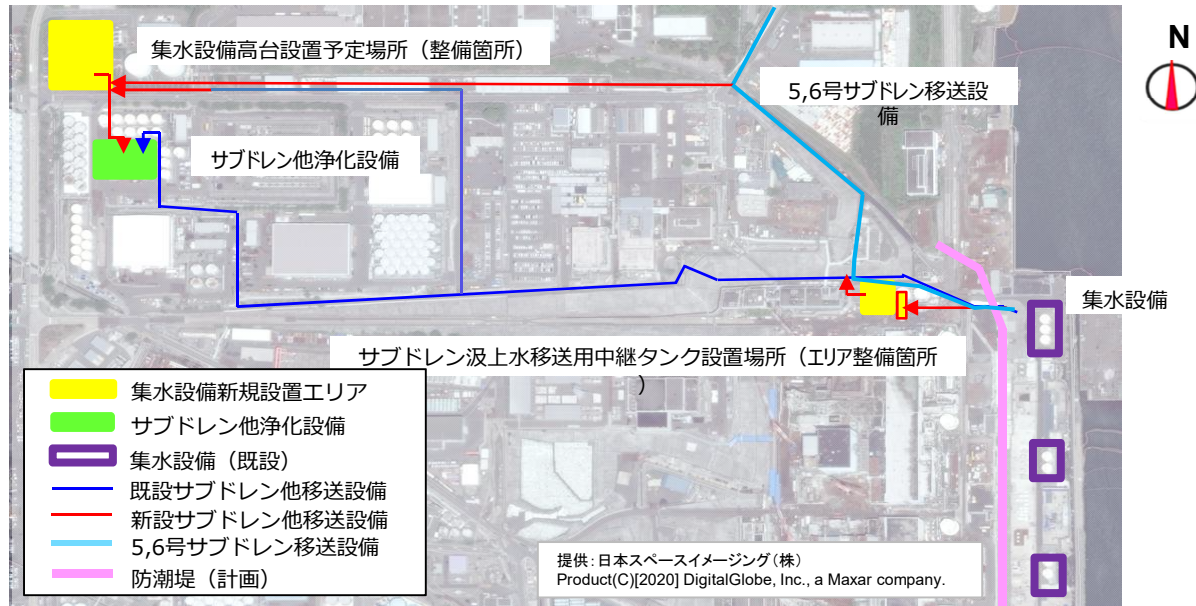 集水設備高台設置予定場所（整備箇所）
N
5,6号サブドレン移送設
備
サブドレン他浄化設備
集水設備
サブドレン汲上水移送用中継タンク設置場所（エリア整備箇所
）
集水設備新規設置エリア
サブドレン他浄化設備
集水設備（既設）
既設サブドレン他移送設備
新設サブドレン他移送設備
5,6号サブドレン移送設備
防潮堤（計画）
提供：日本スペースイメージング（株）
Product(C)[2020] DigitalGlobe, Inc., a Maxar company.